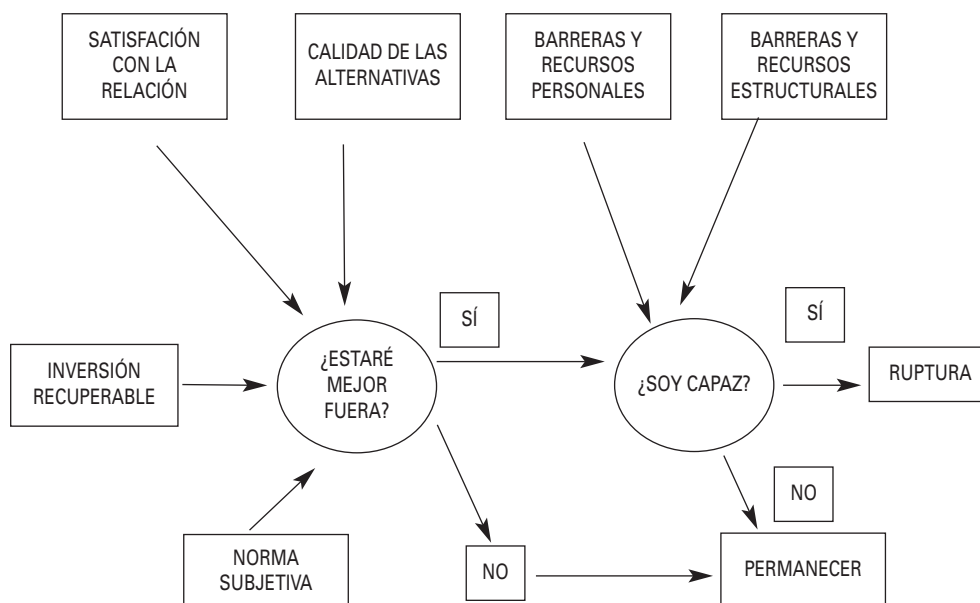 SATISFACIÓN
CON LA
RELACIÓN
CALIDAD DE LAS
ALTERNATIVAS
BARRERAS Y
RECURSOS
PERSONALES
BARRERAS Y
RECURSOS
ESTRUCTURALES
SÍ
SÍ
INVERSIÓN
RECUPERABLE
¿ESTARÉ
MEJOR
FUERA?
¿SOY CAPAZ?
RUPTURA
NO
NORMA
SUBJETIVA
NO
PERMANECER